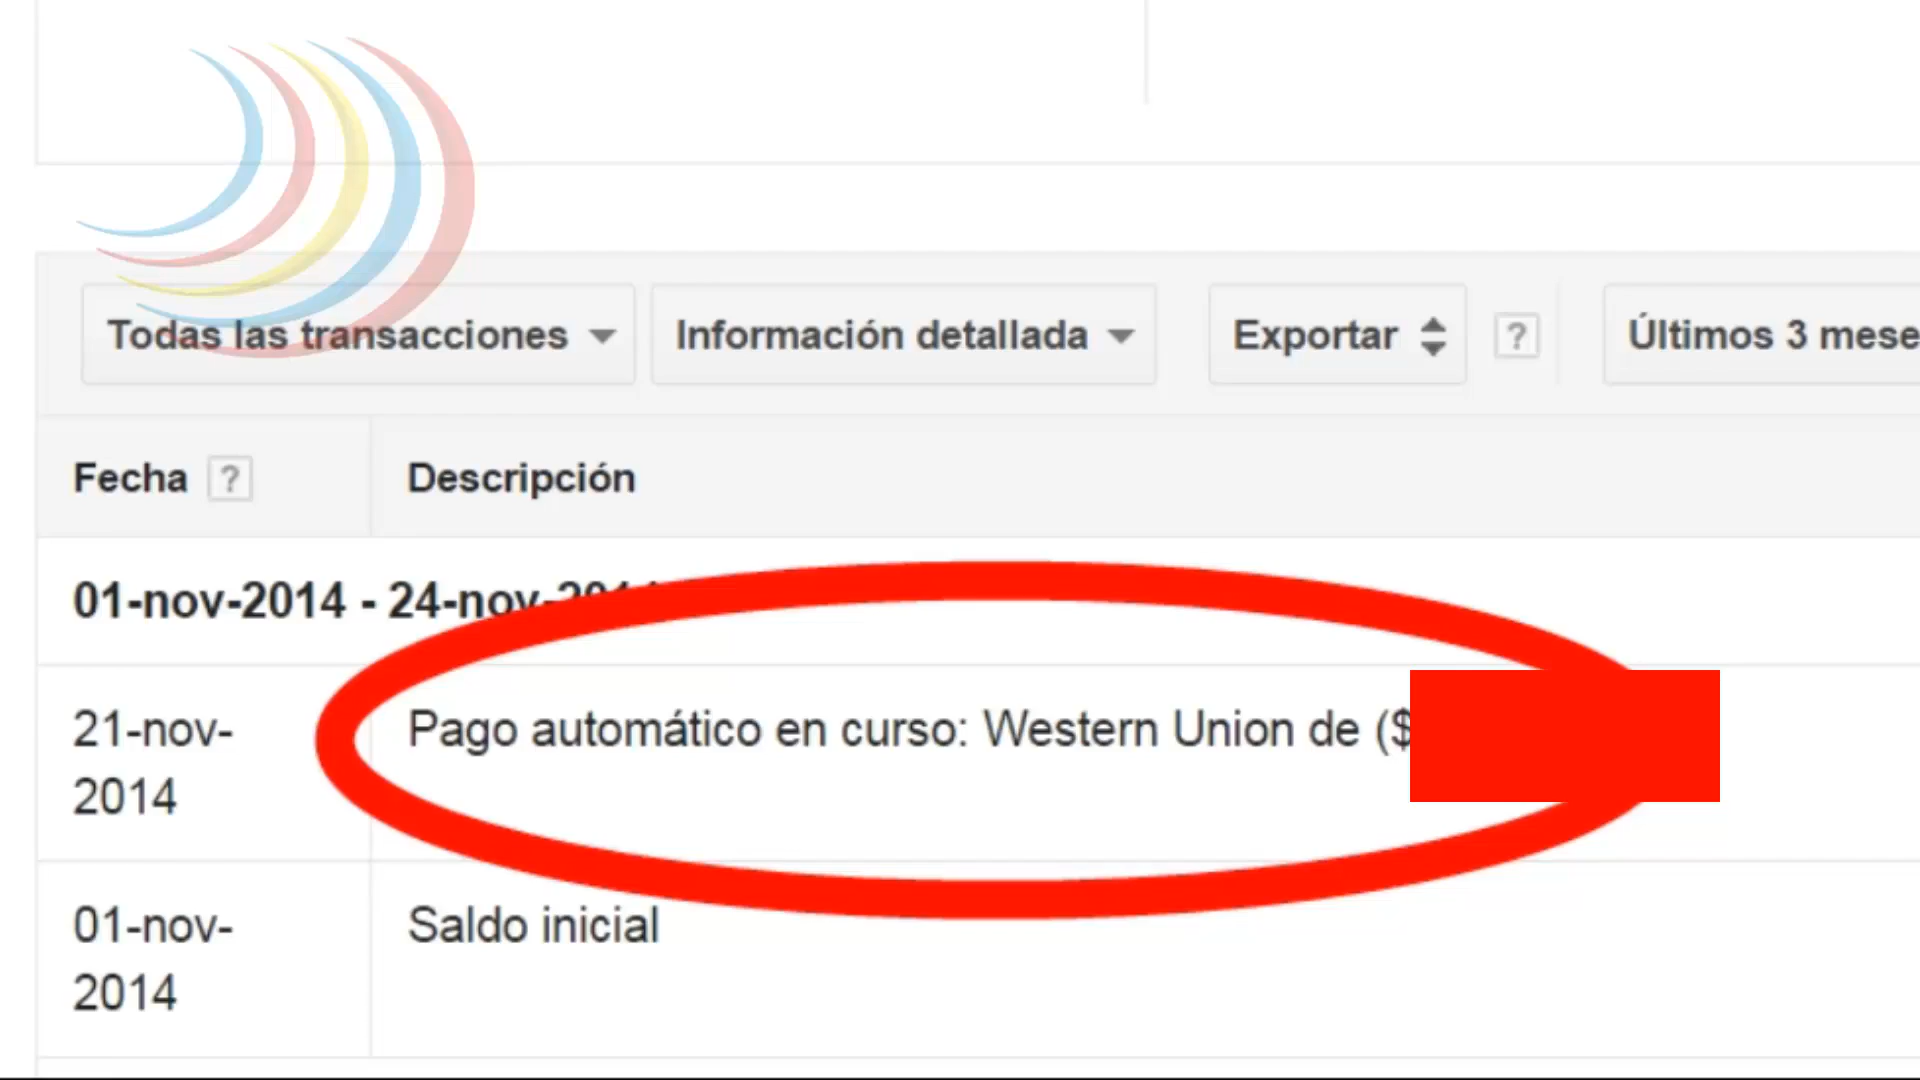 Todas las transacciones Información detallada Exportar ? Últimos 3 mese
Fecha ? Descripción
01-nov-2014 - 24-nov-2014
21-nov- Pago automático en curso: Western Union de ($
2014
01-nov- Saldo inicial
2014